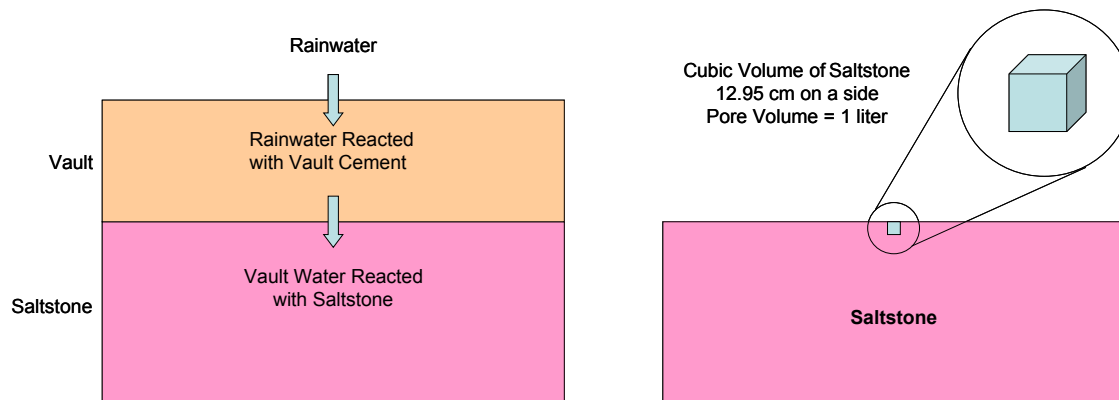 Rainwater
Rainwater Reacted
with Vault Cement
Vault
Vault Water Reacted
with Saltstone
Saltstone
Cubic Volume of Saltstone
12.95 cm on a side
Pore Volume = 1 liter
Saltstone